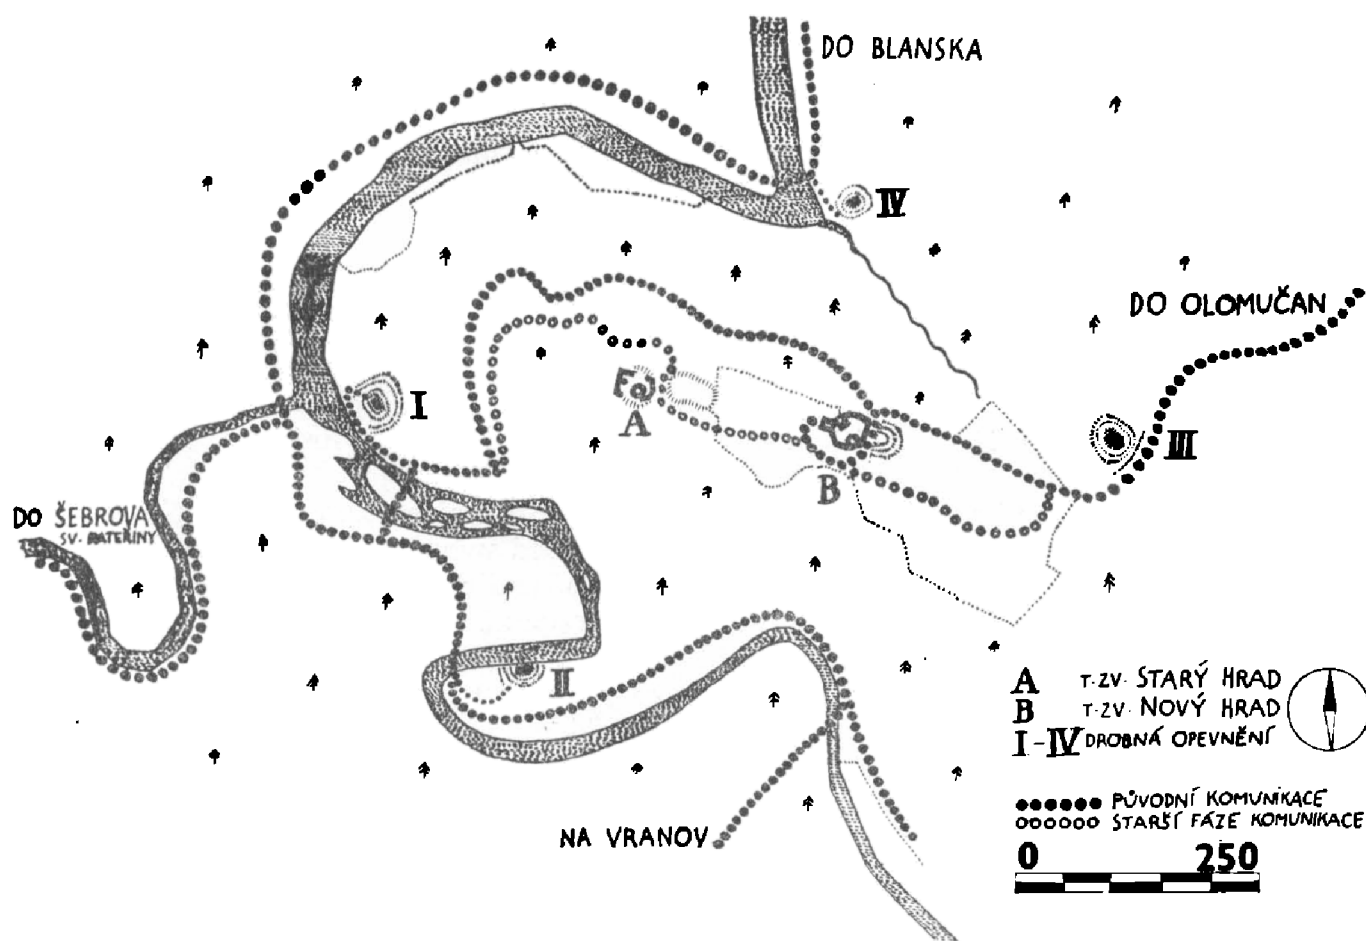 DO BLANSKA
IV
DO OLOMUČAN
I
A
III
B
DO ŠEBROVA
SV. KATEŘINY
II
A T.ZV. STARÝ HRAD
B T.ZV. NOVÝ HRAD
I-IV DROBNÁ OPEVNĚNÍ
PŮVODNÍ KOMUNIKACE
STARŠÍ FÁZE KOMUNIKACE
NA VRANOV
0 250